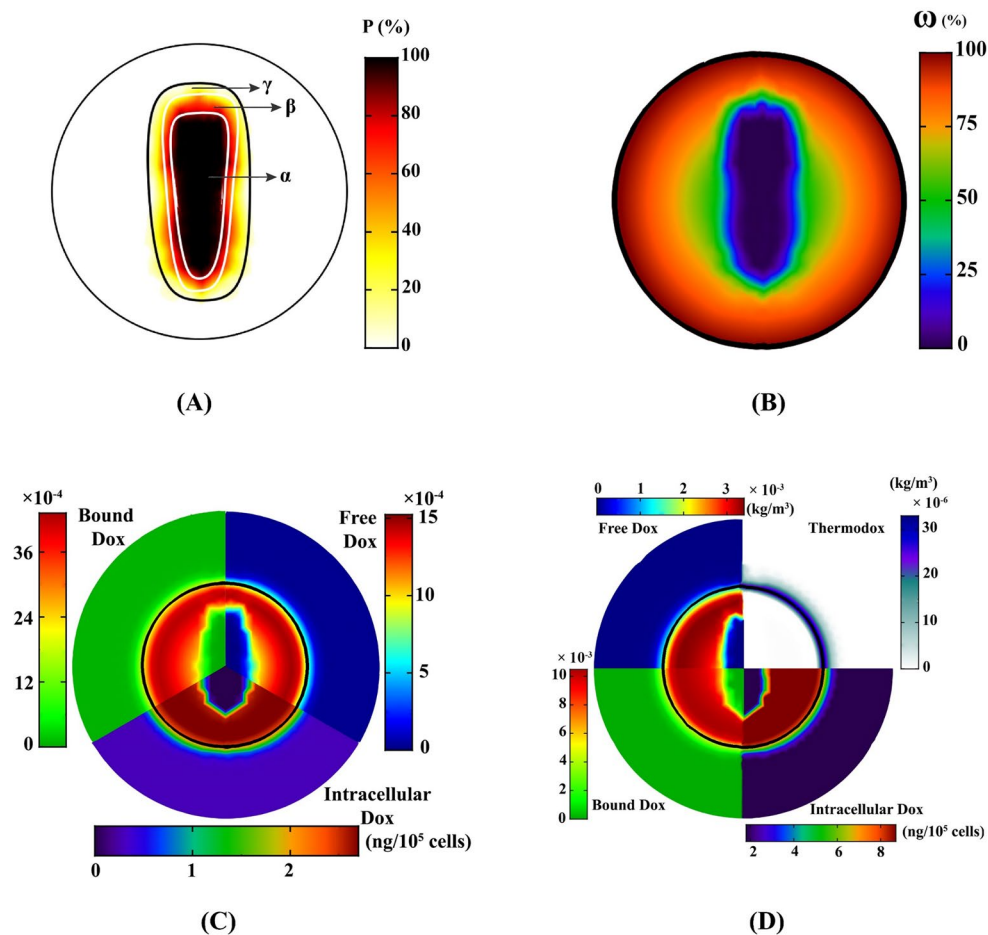 P (%)
100
80
60
40
20
0
γ
β
α
(A)
ω (%)
100
75
50
25
0
(B)
×10⁻⁴
36
24
12
0
Bound
Dox
Free
Dox
×10⁻⁴
15
10
5
0
Intracellular
Dox
0 1 2
(ng/10⁵ cells)
(C)
0 1 2 3
× 10⁻³
(kg/m³)
Free Dox
Thermodox
(kg/m³)
× 10⁻⁶
30
20
10
0
× 10⁻³
10
8
6
4
2
0
Bound Dox
Intracellular Dox
2 4 6 8
(ng/10⁵ cells)
(D)